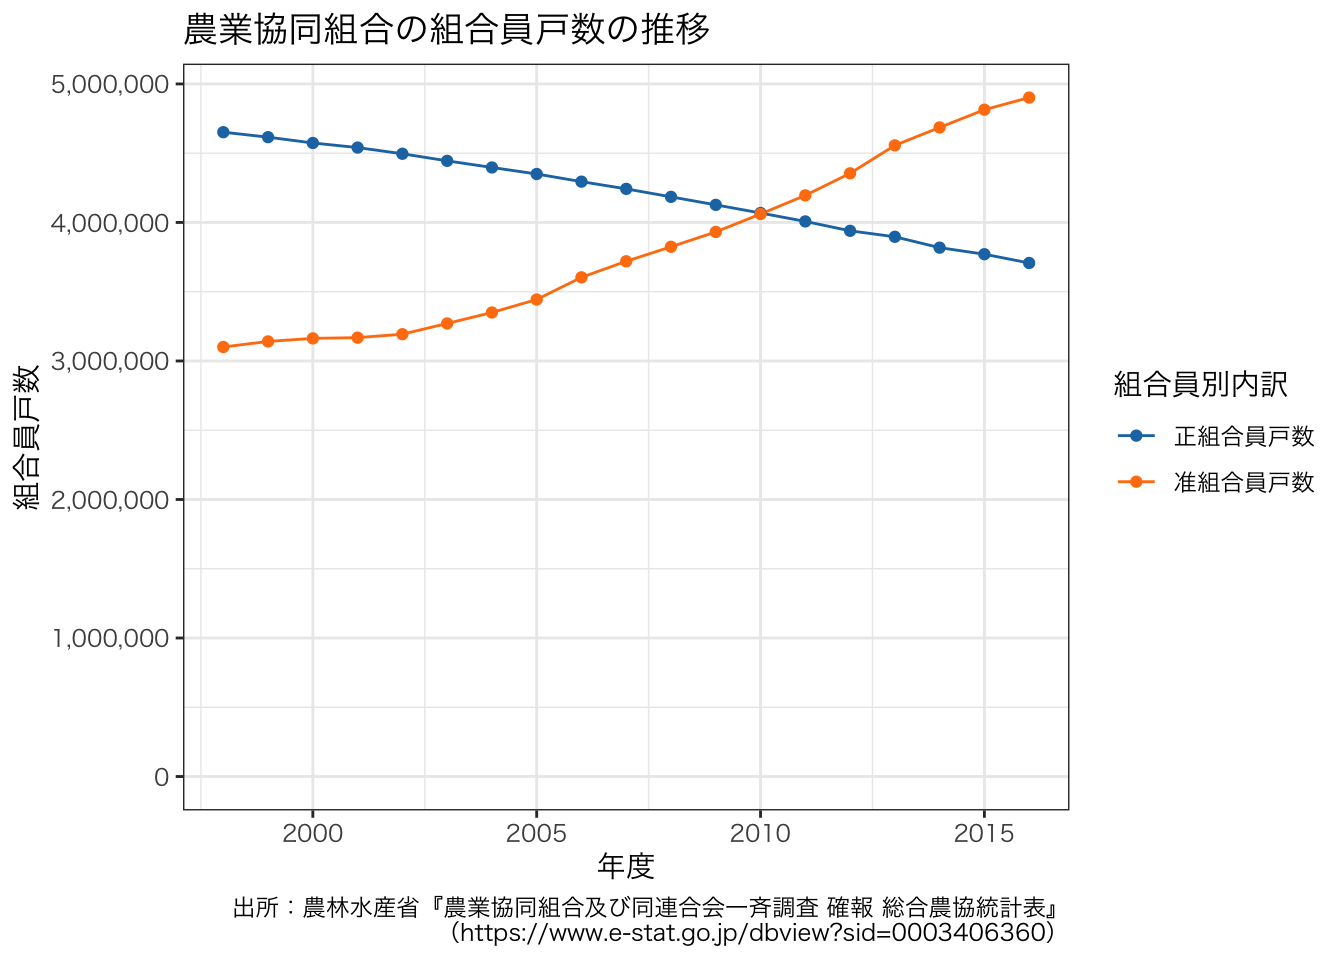 農業協同組合の組合員戸数の推移
5,000,000
4,000,000
3,000,000
2,000,000
1,000,000
0
組合員戸数
2000
2005
2010
2015
年度
組合員別内訳
正組合員戸数
准組合員戸数
出所：農林水産省『農業協同組合及び同連合会一斉調査 確報 総合農協統計表』
（https://www.e-stat.go.jp/dbview?sid=0003406360）